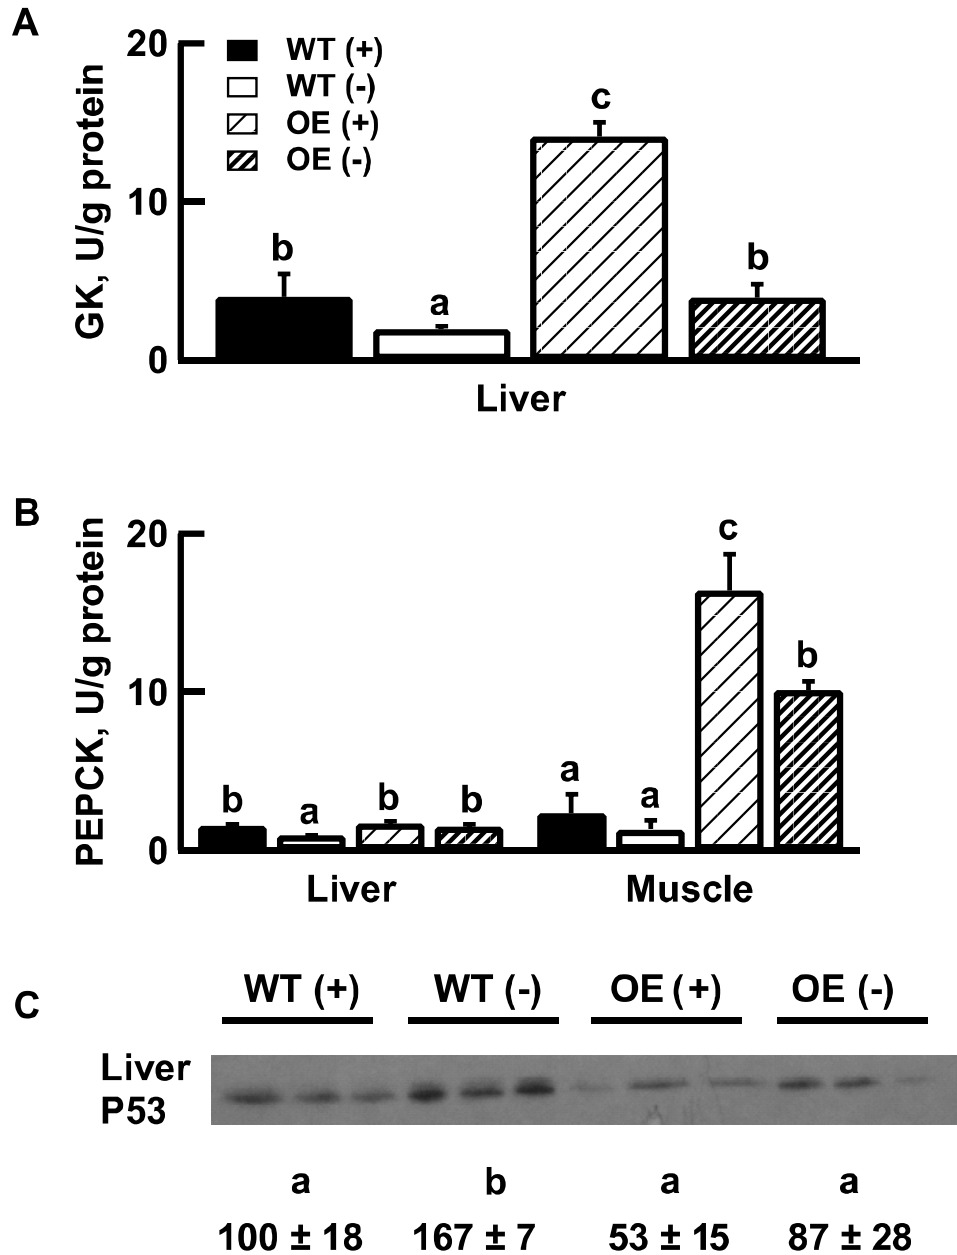 A
20
10
0
GK, U/g protein
WT (+)
WT (-)
OE (+)
OE (-)
b
a
c
b
Liver
B
20
10
0
PEPCK, U/g protein
b
a
b
b
a
a
c
b
Liver
Muscle
C
WT (+)
WT (-)
OE (+)
OE (-)
Liver
P53
a
b
a
a
100 ± 18
167 ± 7
53 ± 15
87 ± 28